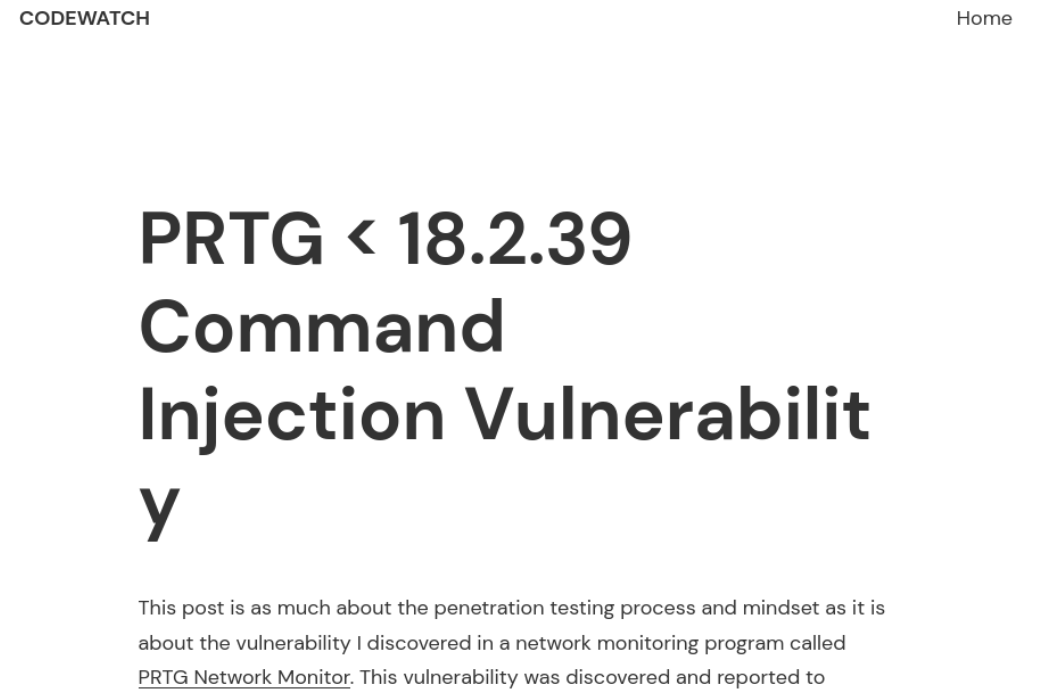 CODEWATCH
Home
PRTG < 18.2.39
Command
Injection Vulnerabilit
y
This post is as much about the penetration testing process and mindset as it is
about the vulnerability I discovered in a network monitoring program called
PRTG Network Monitor. This vulnerability was discovered and reported to